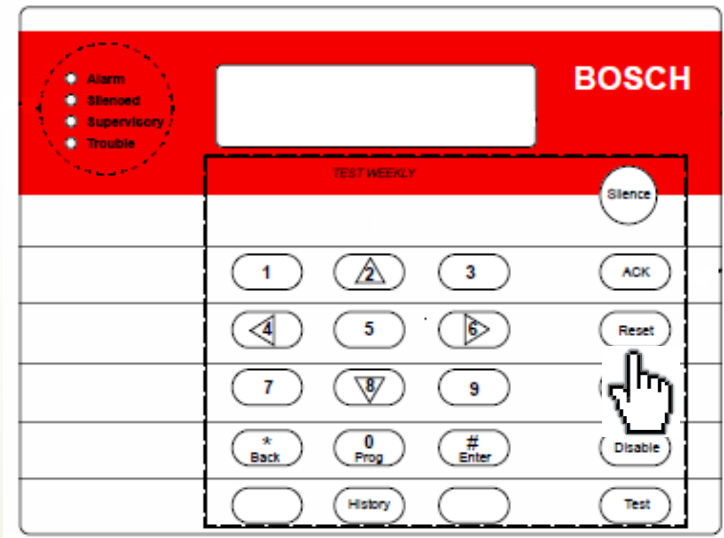 BOSCH
Alarm
Silenced
Supervisory
Trouble
TEST WEEKLY
Silence
1 2 3 ACK
4 5 6 Reset
7 8 9
* 0 # Disable
Back Prog Enter
History Test